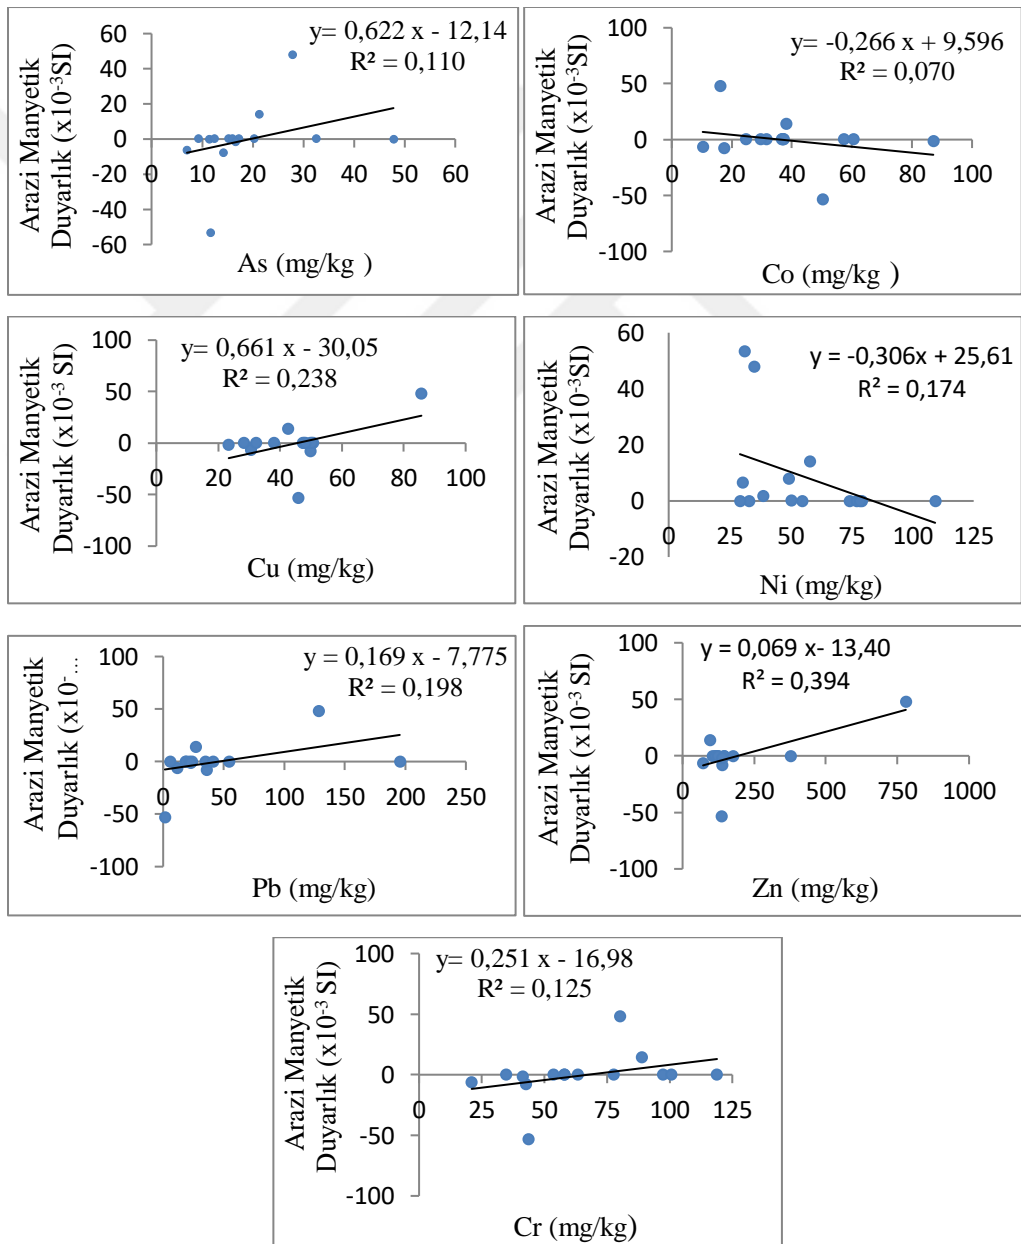 y= 0,622 x - 12,14
R² = 0,110
60
40
20
0
-20
-40
-60
0 10 20 30 40 50 60
Arazi Manyetik
Duyarlık (x10⁻³SI)
As (mg/kg )
y= -0,266 x + 9,596
R² = 0,070
100
50
0
-50
-100
0 20 40 60 80 100
Arazi Manyetik
Duyarlık (x10⁻³SI)
Co (mg/kg )
y= 0,661 x - 30,05
R² = 0,238
100
50
0
-50
-100
0 20 40 60 80 100
Arazi Manyetik
Duyarlık (x10⁻³ SI)
Cu (mg/kg)
y = -0,306x + 25,61
R² = 0,174
60
40
20
0
-20
0 25 50 75 100 125
Arazi Manyetik
Duyarlık (x10⁻³SI)
Ni (mg/kg)
y = 0,169 x - 7,775
R² = 0,198
100
50
0
-50
-100
0 50 100 150 200 250
Arazi Manyetik
Duyarlık (x10⁻…
Pb (mg/kg)
y = 0,069 x- 13,40
R² = 0,394
100
50
0
-50
-100
0 250 500 750 1000
Arazi Manyetik
Duyarlık (x10⁻³ SI)
Zn (mg/kg)
y= 0,251 x - 16,98
R² = 0,125
100
50
0
-50
-100
0 25 50 75 100 125
Arazi Manyetik
Duyarlık (x10⁻³ SI)
Cr (mg/kg)